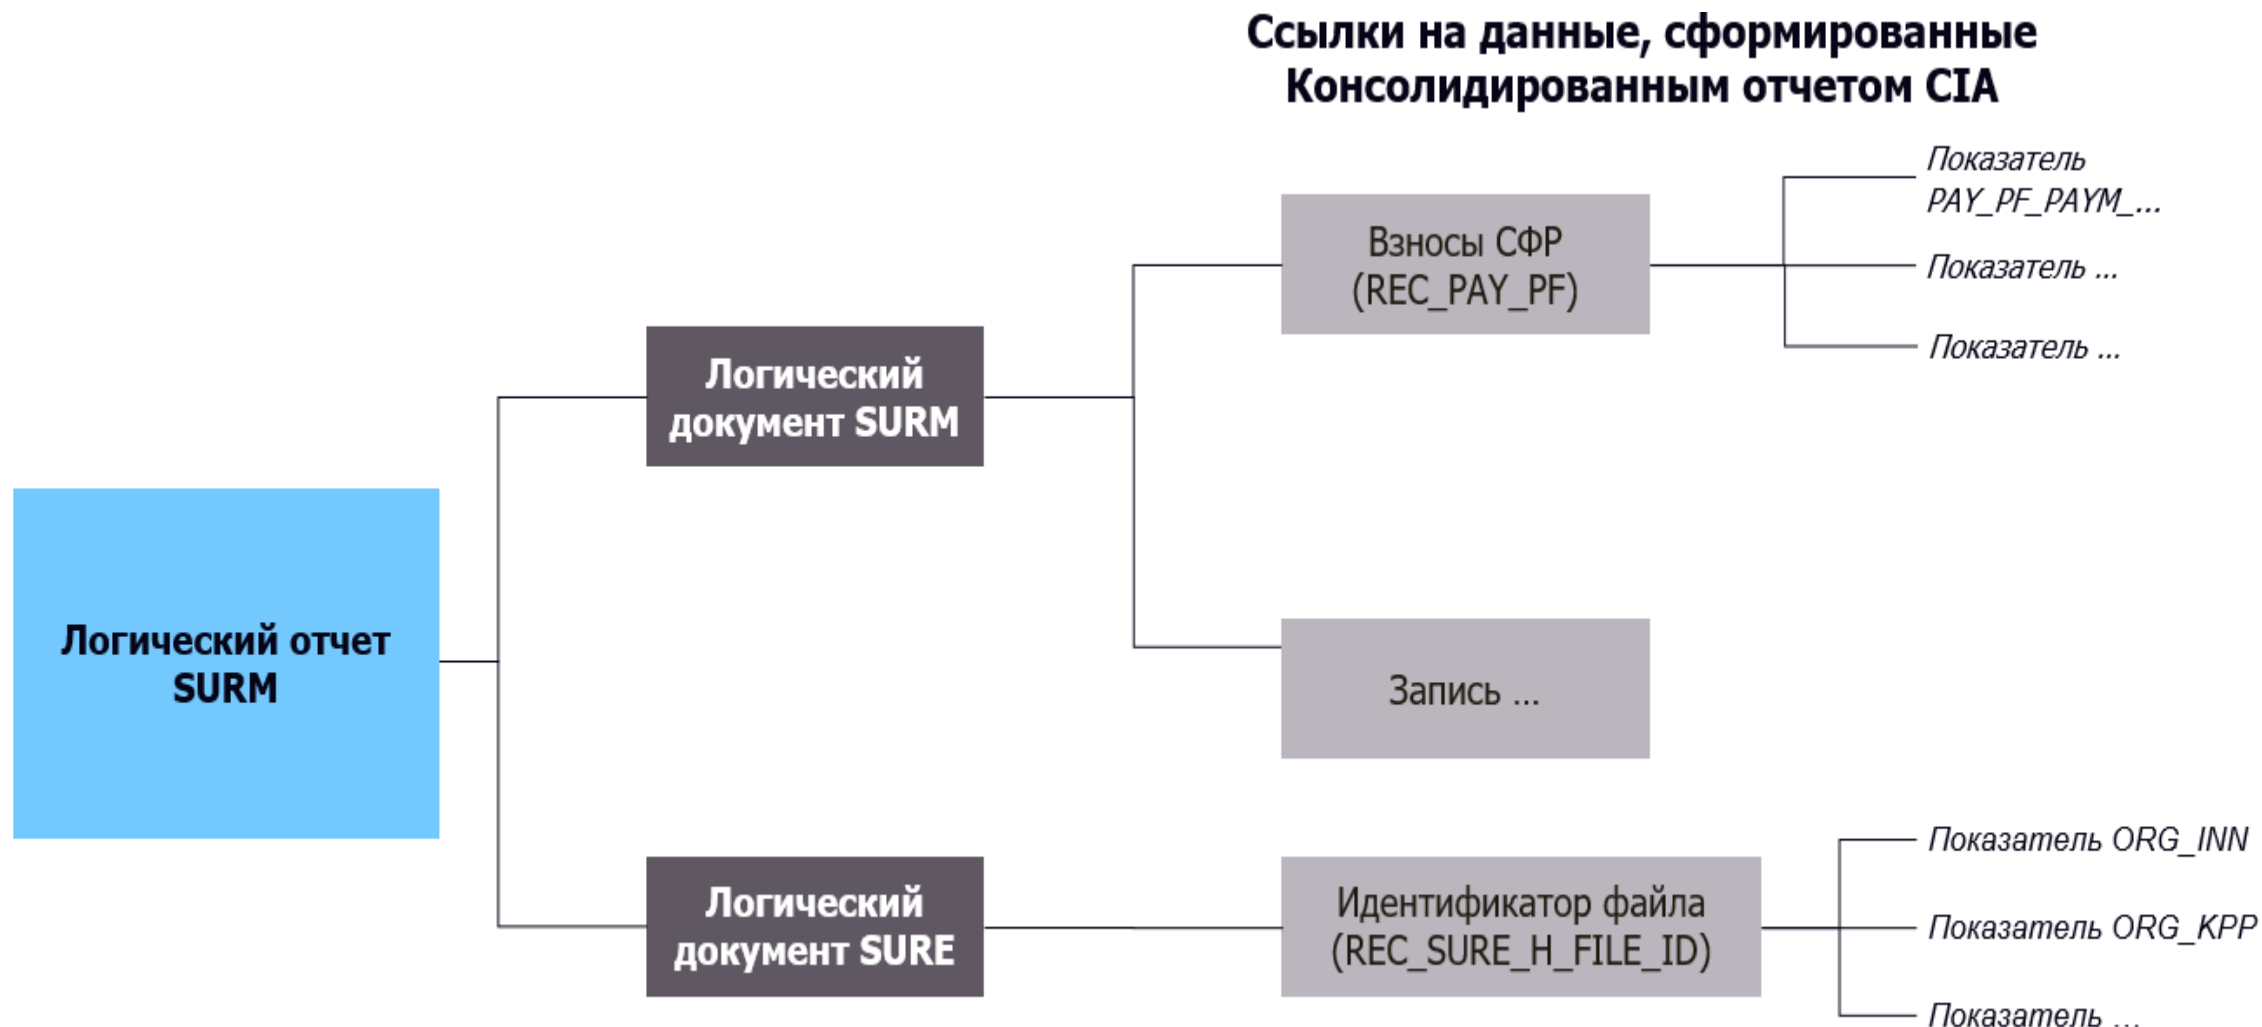 Ссылки на данные, сформированные
Консолидированным отчетом CIA
Показатель
PAY_PF_PAYM_...
Взносы СФР
(REC_PAY_PF)
Показатель ...
Показатель ...
Логический
документ SURM
Логический отчет
SURM
Запись ...
Логический
документ SURE
Идентификатор файла
(REC_SURE_H_FILE_ID)
Показатель ORG_INN
Показатель ORG_KPP
Показатель ...